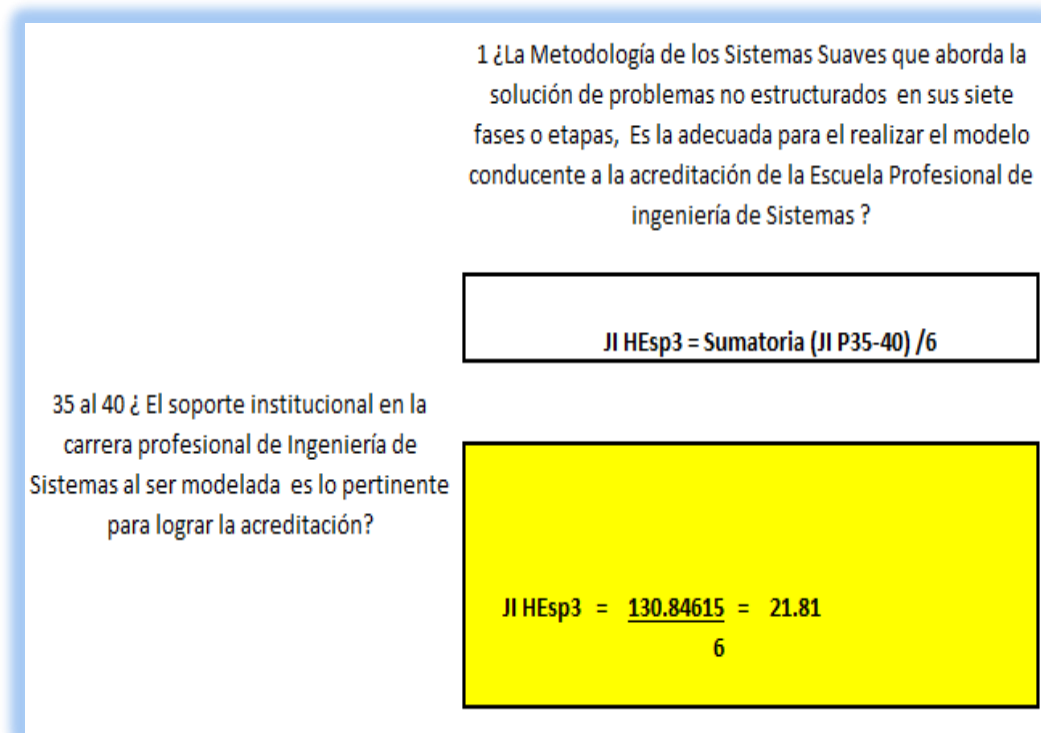 1 ¿La Metodología de los Sistemas Suaves que aborda la
solución de problemas no estructurados en sus siete
fases o etapas, Es la adecuada para el realizar el modelo
conducente a la acreditación de la Escuela Profesional de
ingeniería de Sistemas ?
JI HEsp3 = Sumatoria (JI P35-40) /6
35 al 40 ¿ El soporte institucional en la
carrera profesional de Ingeniería de
Sistemas al ser modelada es lo pertinente
para lograr la acreditación?
JI HEsp3 = 130.84615 = 21.81
6